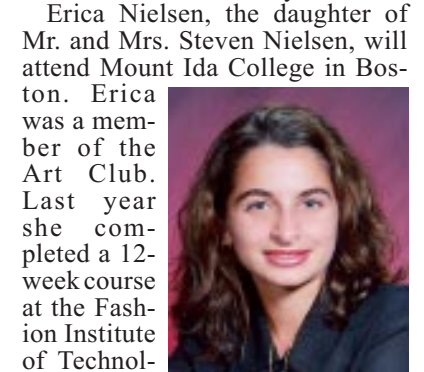 Erica Nielsen, the daughter of
Mr. and Mrs. Steven Nielsen, will
attend Mount Ida College in Bos-
ton. Erica
was a mem-
ber of the
Art Club.
Last year
she com-
pleted a 12-
week course
at the Fash-
ion Institute
of Technol-